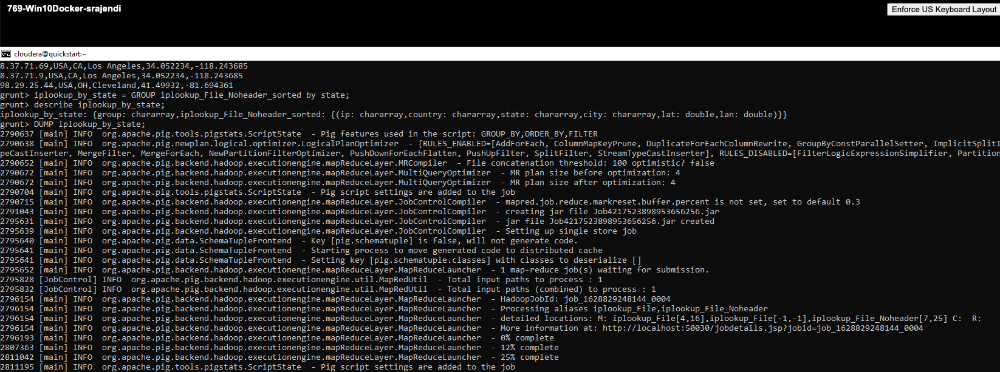 769-Win10Docker-srajendi
Enforce US Keyboard Layout
cloudera@quickstart:~
8.37.71.69,USA,CA,Los Angeles,34.052234,-118.243685
8.37.71.9,USA,CA,Los Angeles,34.052234,-118.243685
98.29.25.44,USA,OH,Cleveland,41.49932,-81.694361
grunt> iplookup_by_state = GROUP iplookup_File_Noheader_sorted by state;
grunt> describe iplookup_by_state;
iplookup_by_state: {group: chararray,iplookup_File_Noheader_sorted: {(ip: chararray,country: chararray,state: chararray,city: chararray,lat: double,lan: double)}}
grunt> DUMP iplookup_by_state;
2790637 [main] INFO  org.apache.pig.tools.pigstats.ScriptState  - Pig features used in the script: GROUP_BY,ORDER_BY,FILTER
2790638 [main] INFO  org.apache.pig.newplan.logical.optimizer.LogicalPlanOptimizer  - {RULES_ENABLED=[AddForEach, ColumnMapKeyPrune, DuplicateForEachColumnRewrite, GroupByConstParallelSetter, ImplicitSplitI
peCastInserter, MergeFilter, MergeForEach, NewPartitionFilterOptimizer, PushDownForEachFlatten, PushUpFilter, SplitFilter, StreamTypeCastInserter], RULES_DISABLED=[FilterLogicExpressionSimplifier, Partition
2790652 [main] INFO  org.apache.pig.backend.hadoop.executionengine.mapReduceLayer.MRCompiler  - File concatenation threshold: 100 optimistic? false
2790672 [main] INFO  org.apache.pig.backend.hadoop.executionengine.mapReduceLayer.MultiQueryOptimizer  - MR plan size before optimization: 4
2790672 [main] INFO  org.apache.pig.backend.hadoop.executionengine.mapReduceLayer.MultiQueryOptimizer  - MR plan size after optimization: 4
2790704 [main] INFO  org.apache.pig.tools.pigstats.ScriptState  - Pig script settings are added to the job
2790715 [main] INFO  org.apache.pig.backend.hadoop.executionengine.mapReduceLayer.JobControlCompiler  - mapred.job.reduce.markreset.buffer.percent is not set, set to default 0.3
2791043 [main] INFO  org.apache.pig.backend.hadoop.executionengine.mapReduceLayer.JobControlCompiler  - creating jar file Job4217523898953656256.jar
2795631 [main] INFO  org.apache.pig.backend.hadoop.executionengine.mapReduceLayer.JobControlCompiler  - jar file Job4217523898953656256.jar created
2795639 [main] INFO  org.apache.pig.backend.hadoop.executionengine.mapReduceLayer.JobControlCompiler  - Setting up single store job
2795640 [main] INFO  org.apache.pig.data.SchemaTupleFrontend  - Key [pig.schematuple] is false, will not generate code.
2795641 [main] INFO  org.apache.pig.data.SchemaTupleFrontend  - Starting process to move generated code to distributed cache
2795641 [main] INFO  org.apache.pig.data.SchemaTupleFrontend  - Setting key [pig.schematuple.classes] with classes to deserialize []
2795652 [main] INFO  org.apache.pig.backend.hadoop.executionengine.mapReduceLayer.MapReduceLauncher  - 1 map-reduce job(s) waiting for submission.
2795828 [JobControl] INFO  org.apache.pig.backend.hadoop.executionengine.util.MapRedUtil  - Total input paths to process : 1
2795832 [JobControl] INFO  org.apache.pig.backend.hadoop.executionengine.util.MapRedUtil  - Total input paths (combined) to process : 1
2796154 [main] INFO  org.apache.pig.backend.hadoop.executionengine.mapReduceLayer.MapReduceLauncher  - HadoopJobId: job_1628829248144_0004
2796154 [main] INFO  org.apache.pig.backend.hadoop.executionengine.mapReduceLayer.MapReduceLauncher  - Processing aliases iplookup_File,iplookup_File_Noheader
2796154 [main] INFO  org.apache.pig.backend.hadoop.executionengine.mapReduceLayer.MapReduceLauncher  - detailed locations: M: iplookup_File[4,16],iplookup_File[-1,-1],iplookup_File_Noheader[7,25] C:  R:
2796154 [main] INFO  org.apache.pig.backend.hadoop.executionengine.mapReduceLayer.MapReduceLauncher  - More information at: http://localhost:50030/jobdetails.jsp?jobid=job_1628829248144_0004
2796193 [main] INFO  org.apache.pig.backend.hadoop.executionengine.mapReduceLayer.MapReduceLauncher  - 0% complete
2807363 [main] INFO  org.apache.pig.backend.hadoop.executionengine.mapReduceLayer.MapReduceLauncher  - 12% complete
2811042 [main] INFO  org.apache.pig.backend.hadoop.executionengine.mapReduceLayer.MapReduceLauncher  - 25% complete
2811195 [main] INFO  org.apache.pig.tools.pigstats.ScriptState  - Pig script settings are added to the job